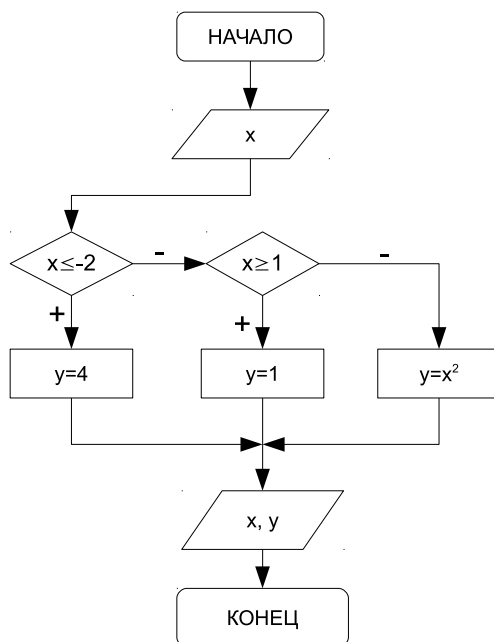 НАЧАЛО
x
x≤-2
-
x≥1
-
+
+
y=4
y=1
y=x²
x, y
КОНЕЦ